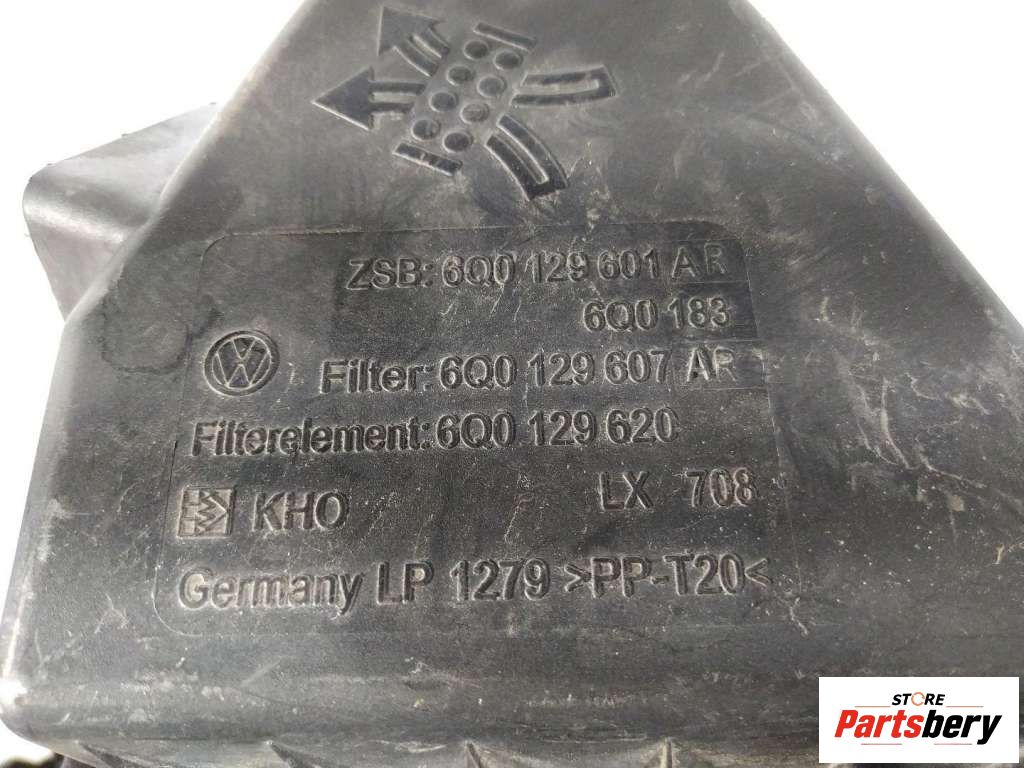 ZSB: 6Q0 129 601 AR
6Q0 183
Filter: 6Q0 129 607 AR
Filterelement: 6Q0 129 620
KHO LX 708
Germany LP 1279 >PP-T20<
STORE
Partsbery